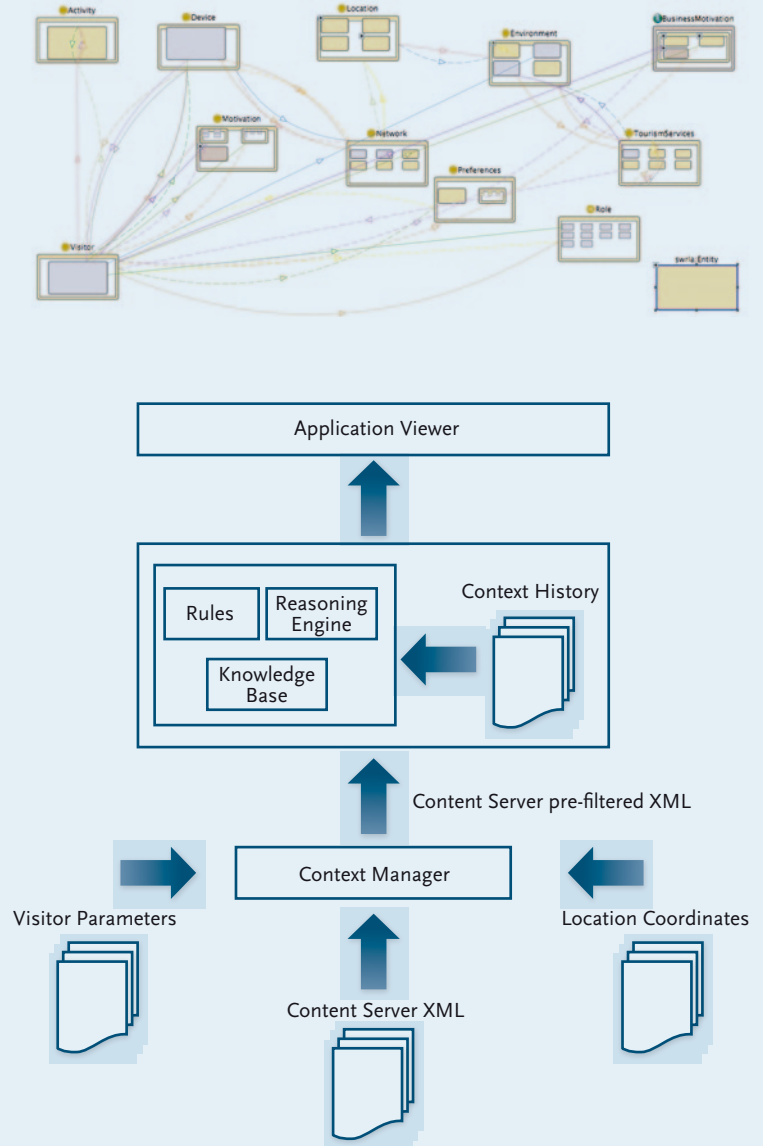 Activity
Device
Location
Environment
BusinessMotivation
Motivation
Network
TourismServices
Preferences
Role
Visitor
swrla:Entity
Application Viewer
Rules
Reasoning
Engine
Knowledge
Base
Context History
Content Server pre-filtered XML
Context Manager
Visitor Parameters
Location Coordinates
Content Server XML